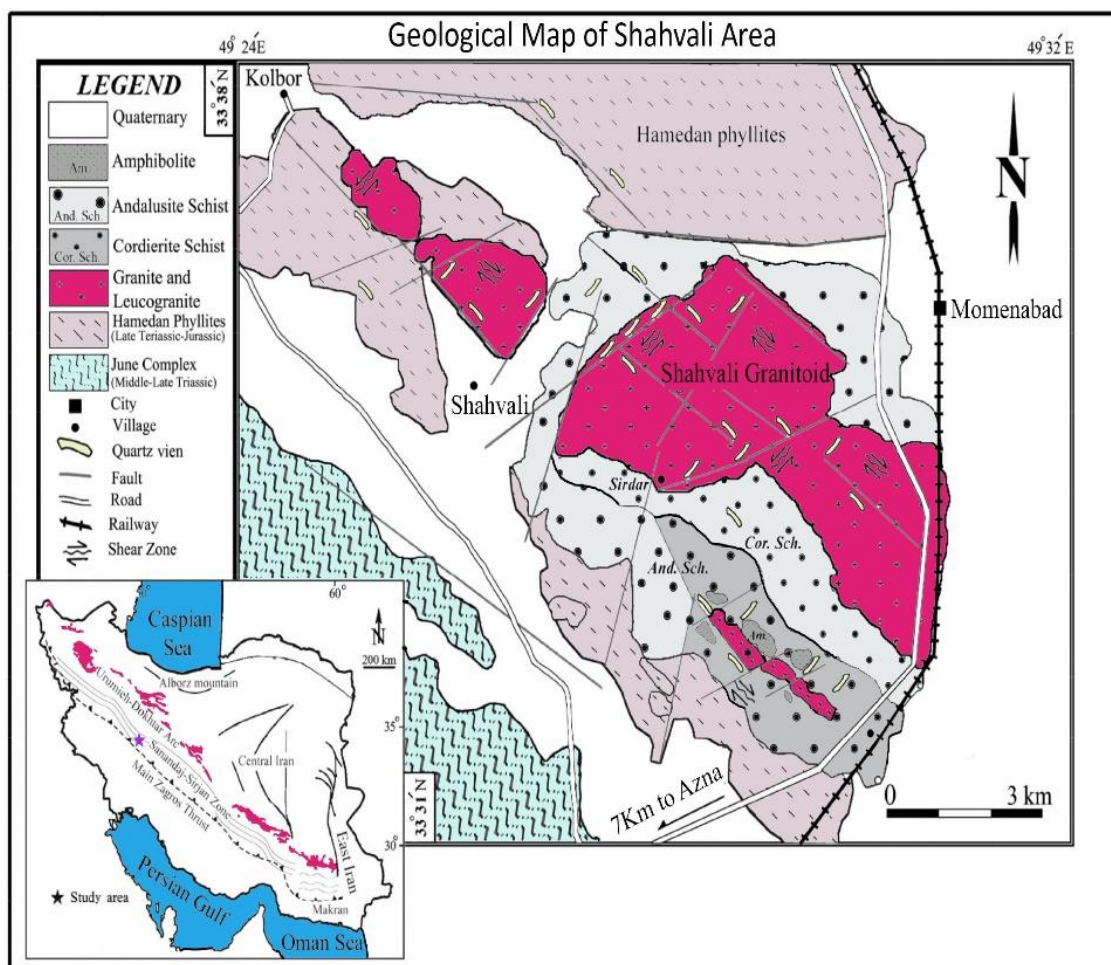 Geological Map of Shahvali Area
49° 24′E
49° 32′E
33° 38′ N
33° 31 N
LEGEND
Quaternary
Am.
Amphibolite
And. Sch.
Andalusite Schist
Cor. Sch.
Cordierite Schist
Granite and
Leucogranite
Hamedan Phyllites
(Late Teriassic-Jurassic)
June Complex
(Middle-Late Triassic)
City
Village
Quartz vien
Fault
Road
Railway
Shear Zone
Kolbor
Hamedan phyllites
N
Momenabad
Shahvali Granitoid
Shahvali
Sirdar
Cor. Sch.
And. Sch.
Am.
7Km to Azna
0 3 km
60°
N
200 km
Caspian
Sea
Alborz mountain
Urumieh-Dokhtar Arc
Sanandaj-Sirjan Zone
Main Zagros Thrust
Central Iran
East Iran
35°
30°
Persian Gulf
Study area
Makran
Oman Sea